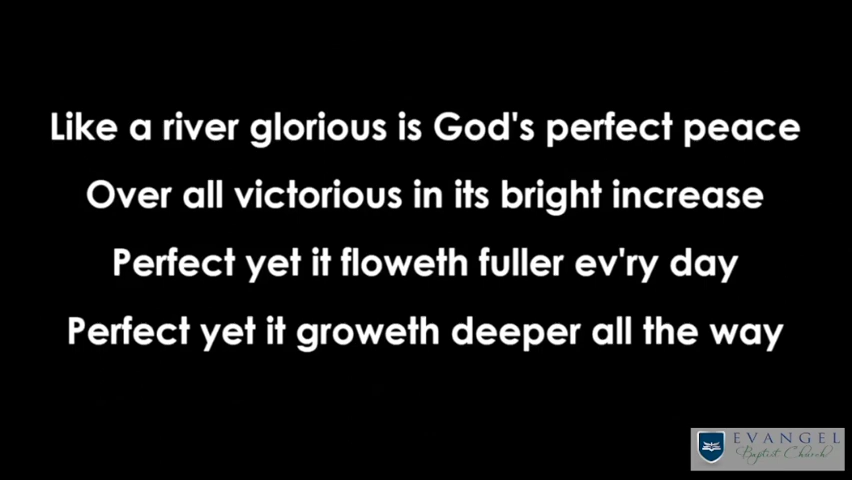 Like a river glorious is God's perfect peace
Over all victorious in its bright increase
Perfect yet it floweth fuller ev'ry day
Perfect yet it groweth deeper all the way
EVANGEL
Baptist Church